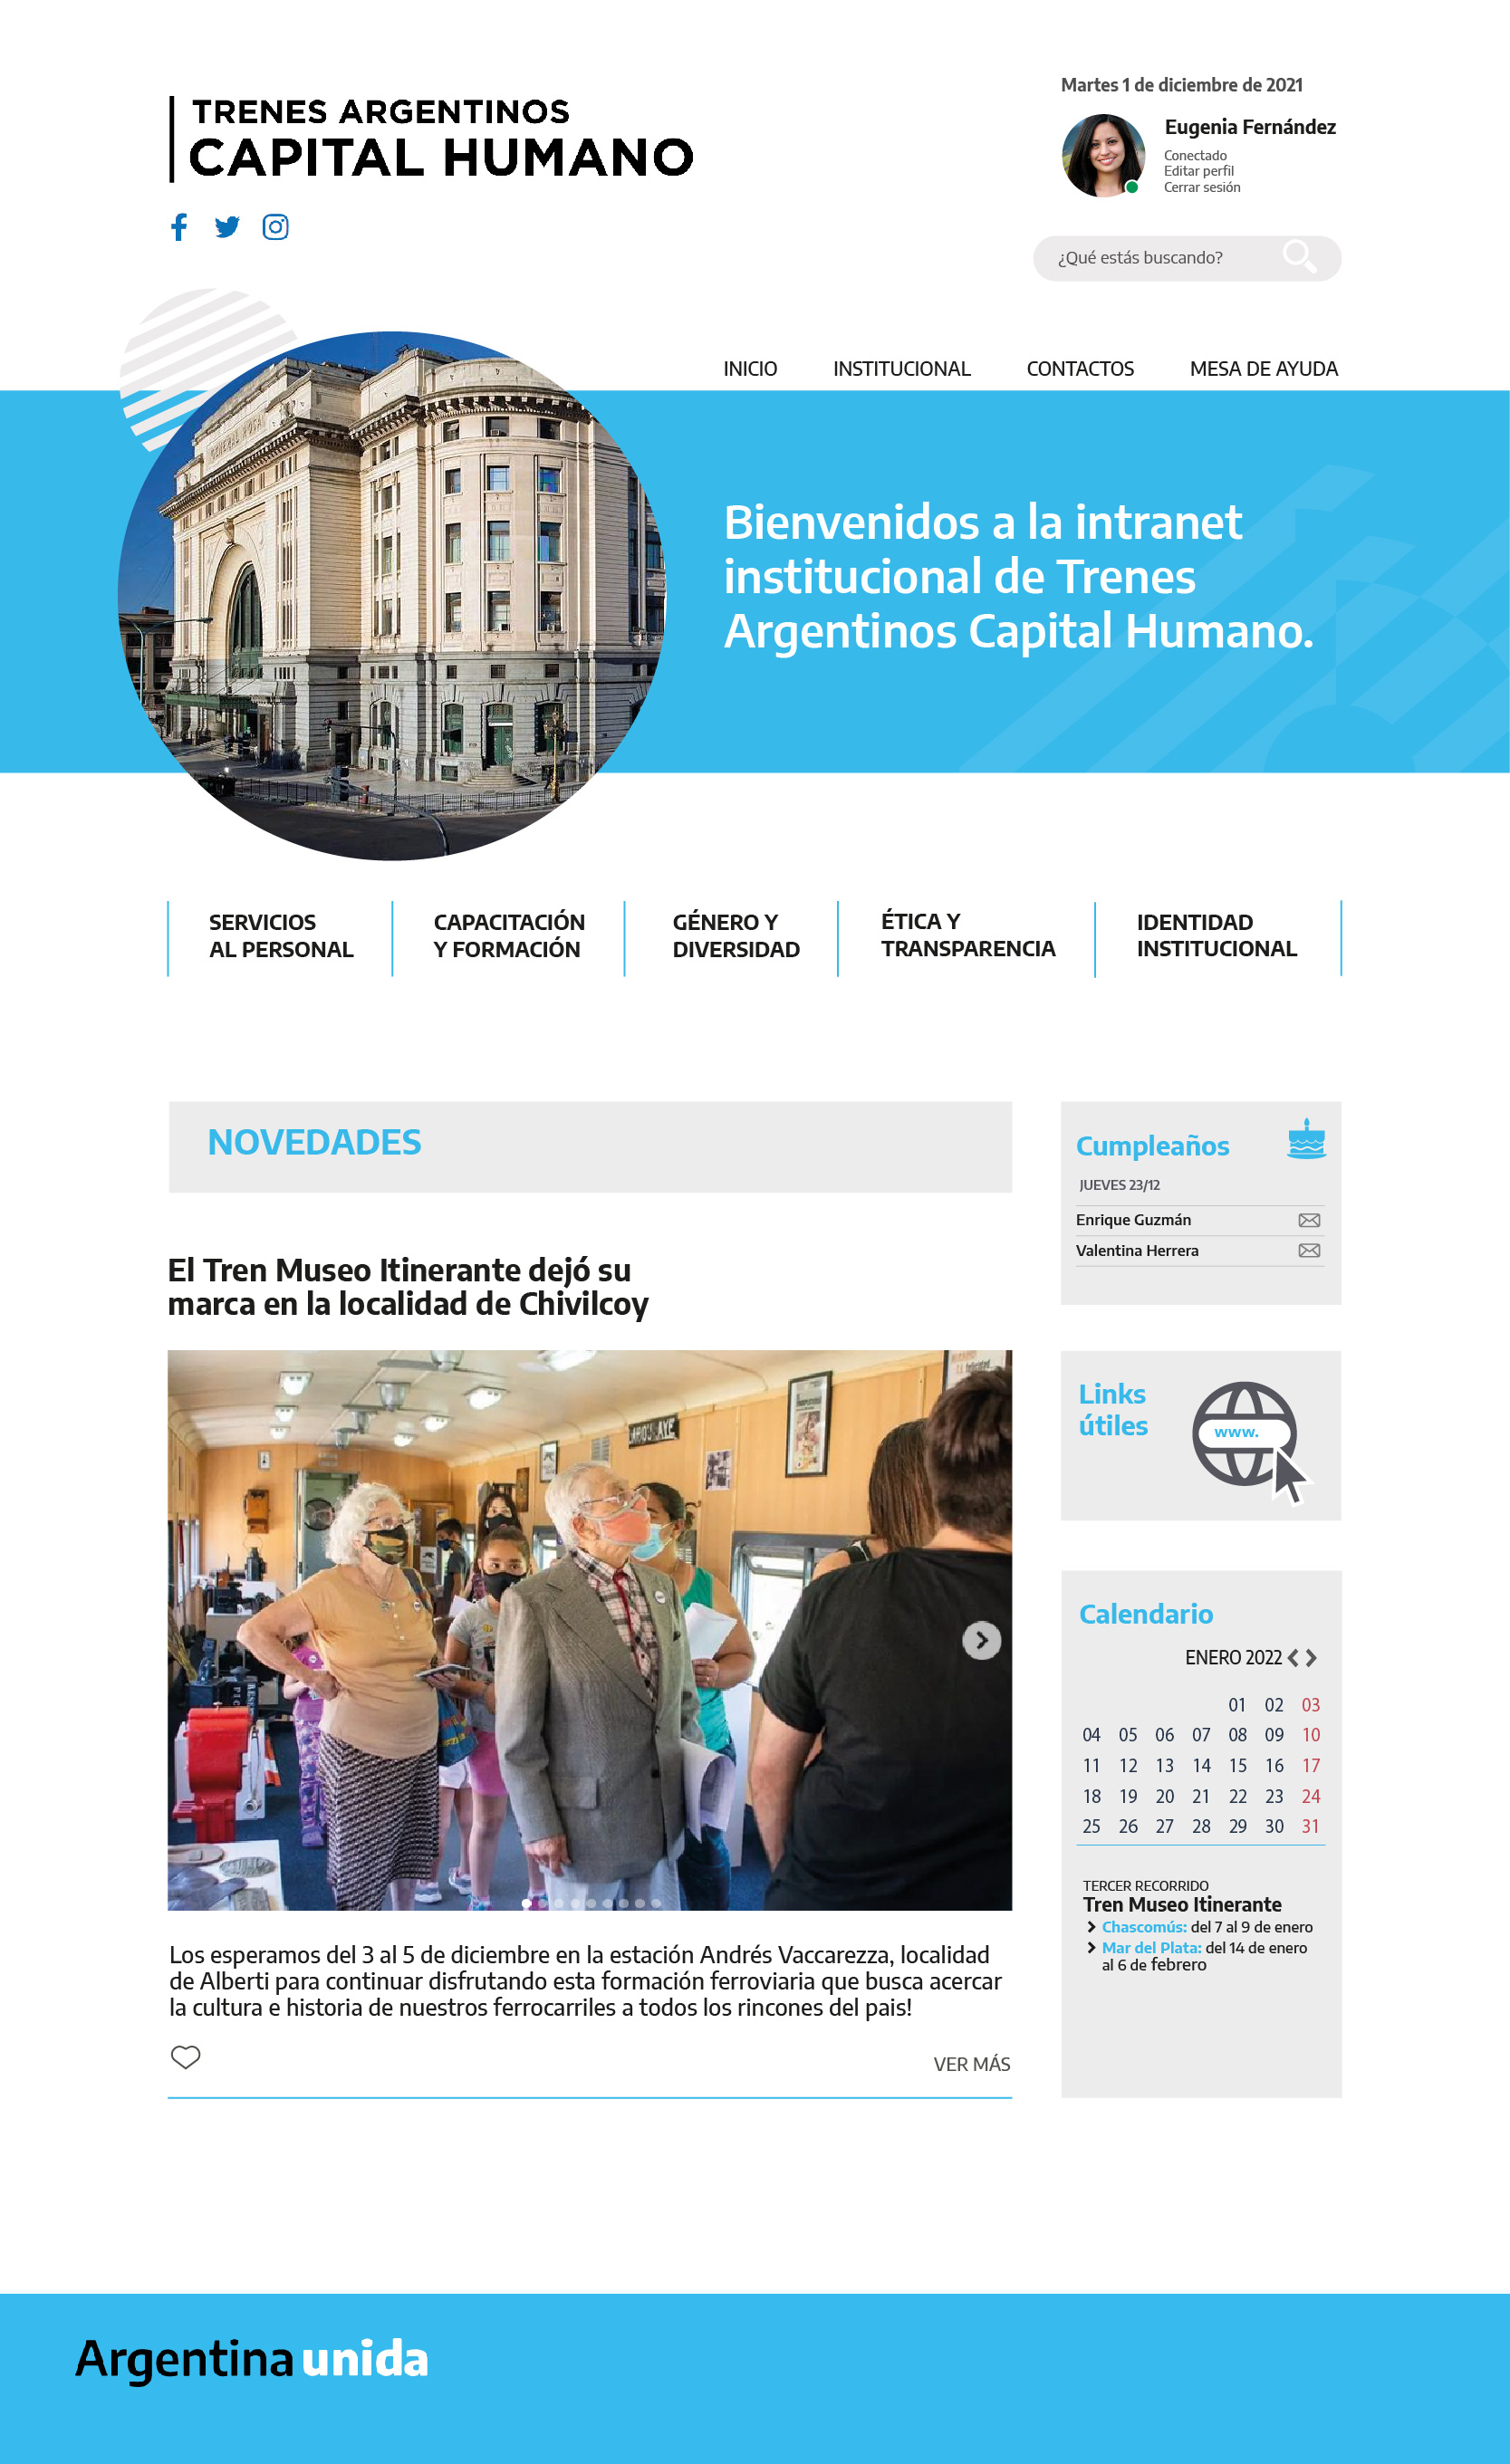 TRENES ARGENTINOS
CAPITAL HUMANO
Martes 1 de diciembre de 2021
Eugenia Fernández
Conectado
Editar perfil
Cerrar sesión
¿Qué estás buscando?
INICIO INSTITUCIONAL CONTACTOS MESA DE AYUDA
Bienvenidos a la intranet
institucional de Trenes
Argentinos Capital Humano.
SERVICIOS
AL PERSONAL
CAPACITACIÓN
Y FORMACIÓN
GÉNERO Y
DIVERSIDAD
ÉTICA Y
TRANSPARENCIA
IDENTIDAD
INSTITUCIONAL
NOVEDADES
El Tren Museo Itinerante dejó su
marca en la localidad de Chivilcoy
Los esperamos del 3 al 5 de diciembre en la estación Andrés Vaccarezza, localidad
de Alberti para continuar disfrutando esta formación ferroviaria que busca acercar
la cultura e historia de nuestros ferrocarriles a todos los rincones del pais!
VER MÁS
Cumpleaños
JUEVES 23/12
Enrique Guzmán
Valentina Herrera
Links
útiles
www.
Calendario
ENERO 2022
01 02 03
04 05 06 07 08 09 10
11 12 13 14 15 16 17
18 19 20 21 22 23 24
25 26 27 28 29 30 31
TERCER RECORRIDO
Tren Museo Itinerante
Chascomús: del 7 al 9 de enero
Mar del Plata: del 14 de enero
al 6 de febrero
Argentina unida